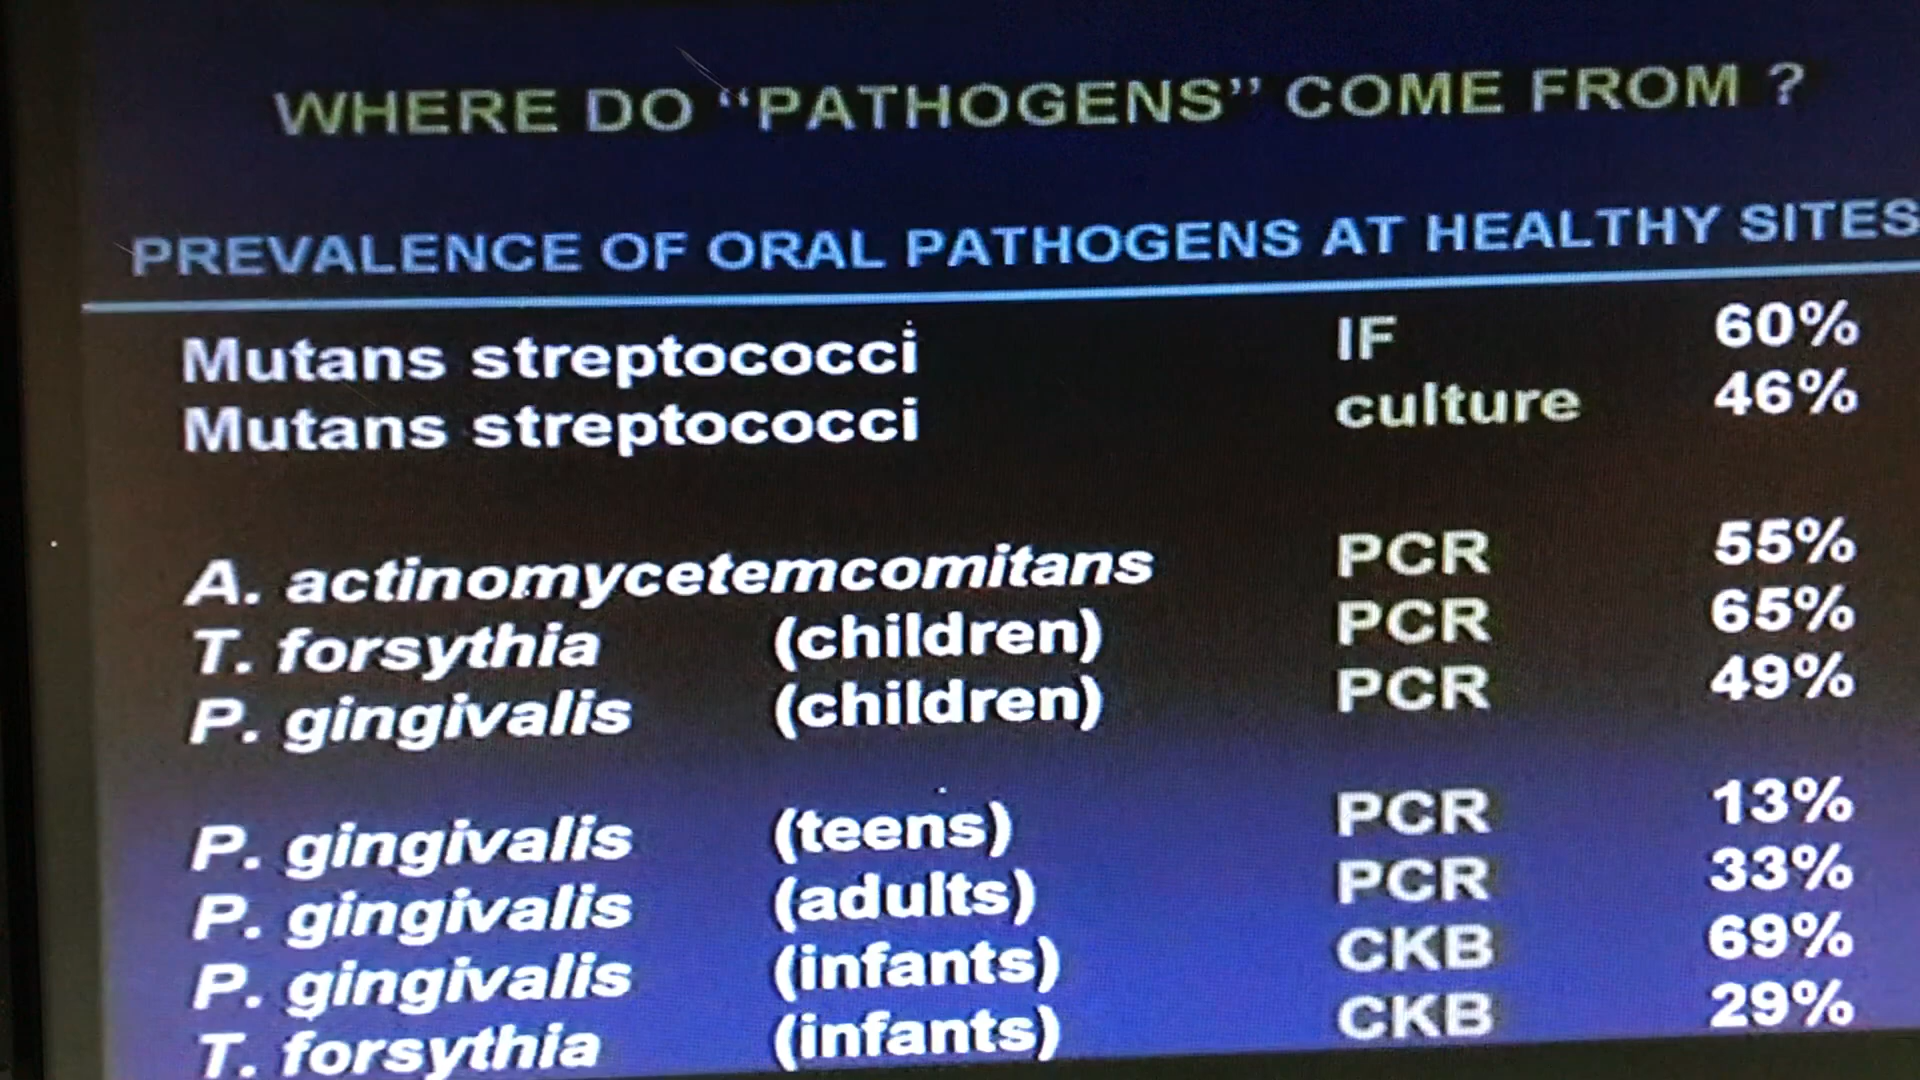 WHERE DO “PATHOGENS” COME FROM ?
PREVALENCE OF ORAL PATHOGENS AT HEALTHY SITES
Mutans streptococci IF 60%
Mutans streptococci culture 46%
A. actinomycetemcomitans PCR 55%
T. forsythia (children) PCR 65%
P. gingivalis (children) PCR 49%
P. gingivalis (teens) PCR 13%
P. gingivalis (adults) PCR 33%
P. gingivalis (infants) CKB 69%
T. forsythia (infants) CKB 29%